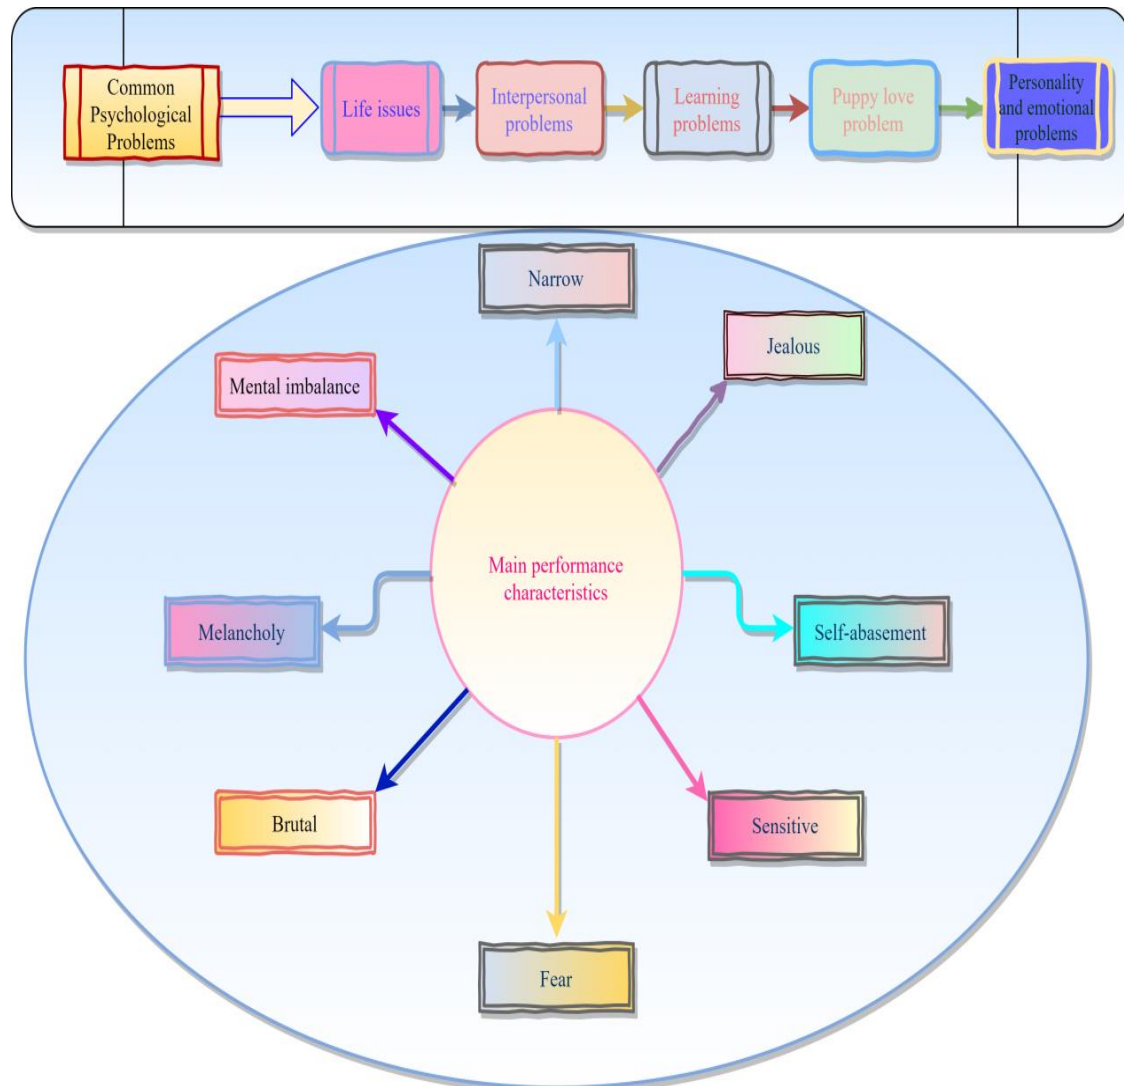 Common
Psychological
Problems
Life issues
Interpersonal
problems
Learning
problems
Puppy love
problem
Personality
and emotional
problems
Narrow
Jealous
Mental imbalance
Main performance
characteristics
Melancholy
Self-abasement
Brutal
Sensitive
Fear